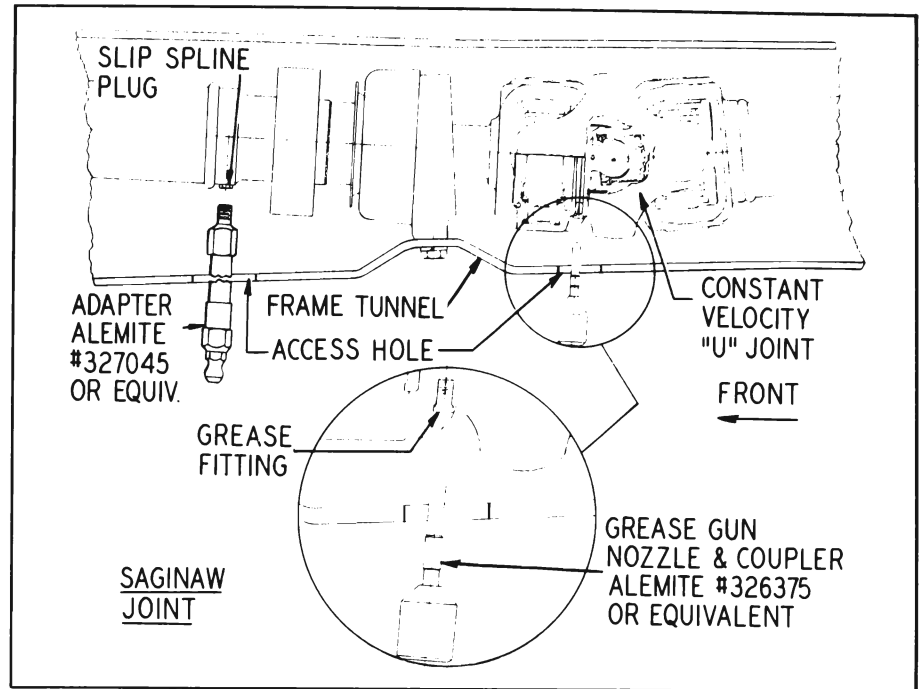 SLIP SPLINE
PLUG
ADAPTER
ALEMITE
#327045
OR EQUIV.
FRAME TUNNEL
ACCESS HOLE
CONSTANT
VELOCITY
"U" JOINT
FRONT
GREASE
FITTING
GREASE GUN
NOZZLE & COUPLER
ALEMITE #326375
OR EQUIVALENT
SAGINAW
JOINT